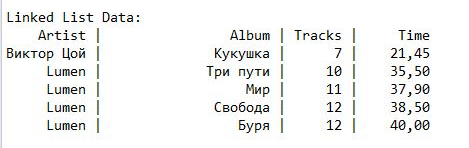 Linked List Data:
Artist | Album | Tracks | Time
Виктор Цой | Кукушка | 7 | 21,45
Lumen | Три пути | 10 | 35,50
Lumen | Мир | 11 | 37,90
Lumen | Свобода | 12 | 38,50
Lumen | Буря | 12 | 40,00